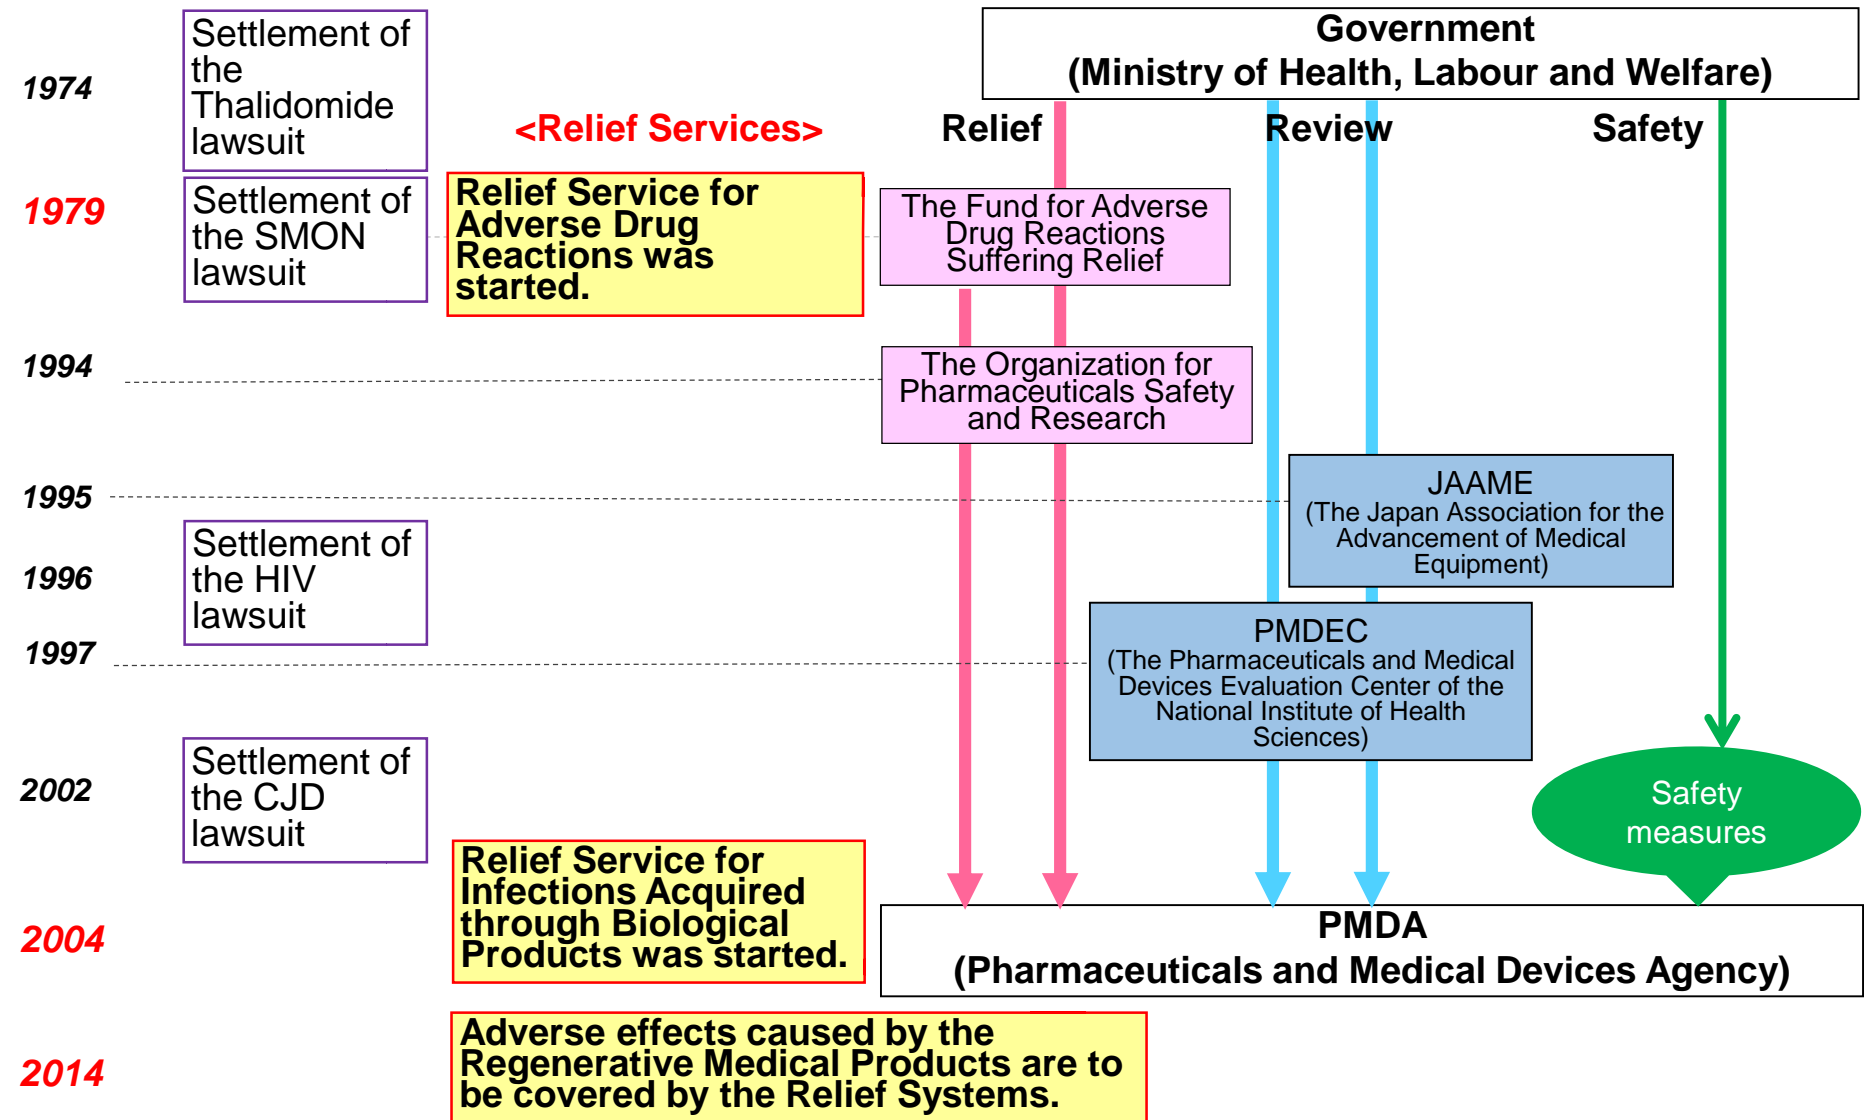 Government
(Ministry of Health, Labour and Welfare)
1974
Settlement of
the
Thalidomide
lawsuit
<Relief Services>
Relief
Review
Safety
1979
Settlement of
the SMON
lawsuit
Relief Service for
Adverse Drug
Reactions was
started.
The Fund for Adverse
Drug Reactions
Suffering Relief
1994
The Organization for
Pharmaceuticals Safety
and Research
1995
JAAME
(The Japan Association for the
Advancement of Medical
Equipment)
1996
Settlement of
the HIV
lawsuit
1997
PMDEC
(The Pharmaceuticals and Medical
Devices Evaluation Center of the
National Institute of Health
Sciences)
2002
Settlement of
the CJD
lawsuit
Safety
measures
2004
Relief Service for
Infections Acquired
through Biological
Products was started.
PMDA
(Pharmaceuticals and Medical Devices Agency)
2014
Adverse effects caused by the
Regenerative Medical Products are to
be covered by the Relief Systems.